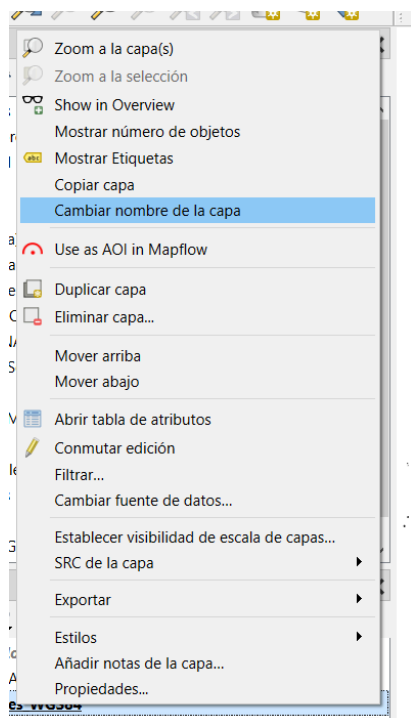 Zoom a la capa(s)
Zoom a la selección
Show in Overview
Mostrar número de objetos
abc Mostrar Etiquetas
Copiar capa
Cambiar nombre de la capa
Use as AOI in Mapflow
Duplicar capa
Eliminar capa...
Mover arriba
Mover abajo
Abrir tabla de atributos
Conmutar edición
Filtrar...
Cambiar fuente de datos...
Establecer visibilidad de escala de capas...
SRC de la capa
Exportar
Estilos
Añadir notas de la capa...
Propiedades...